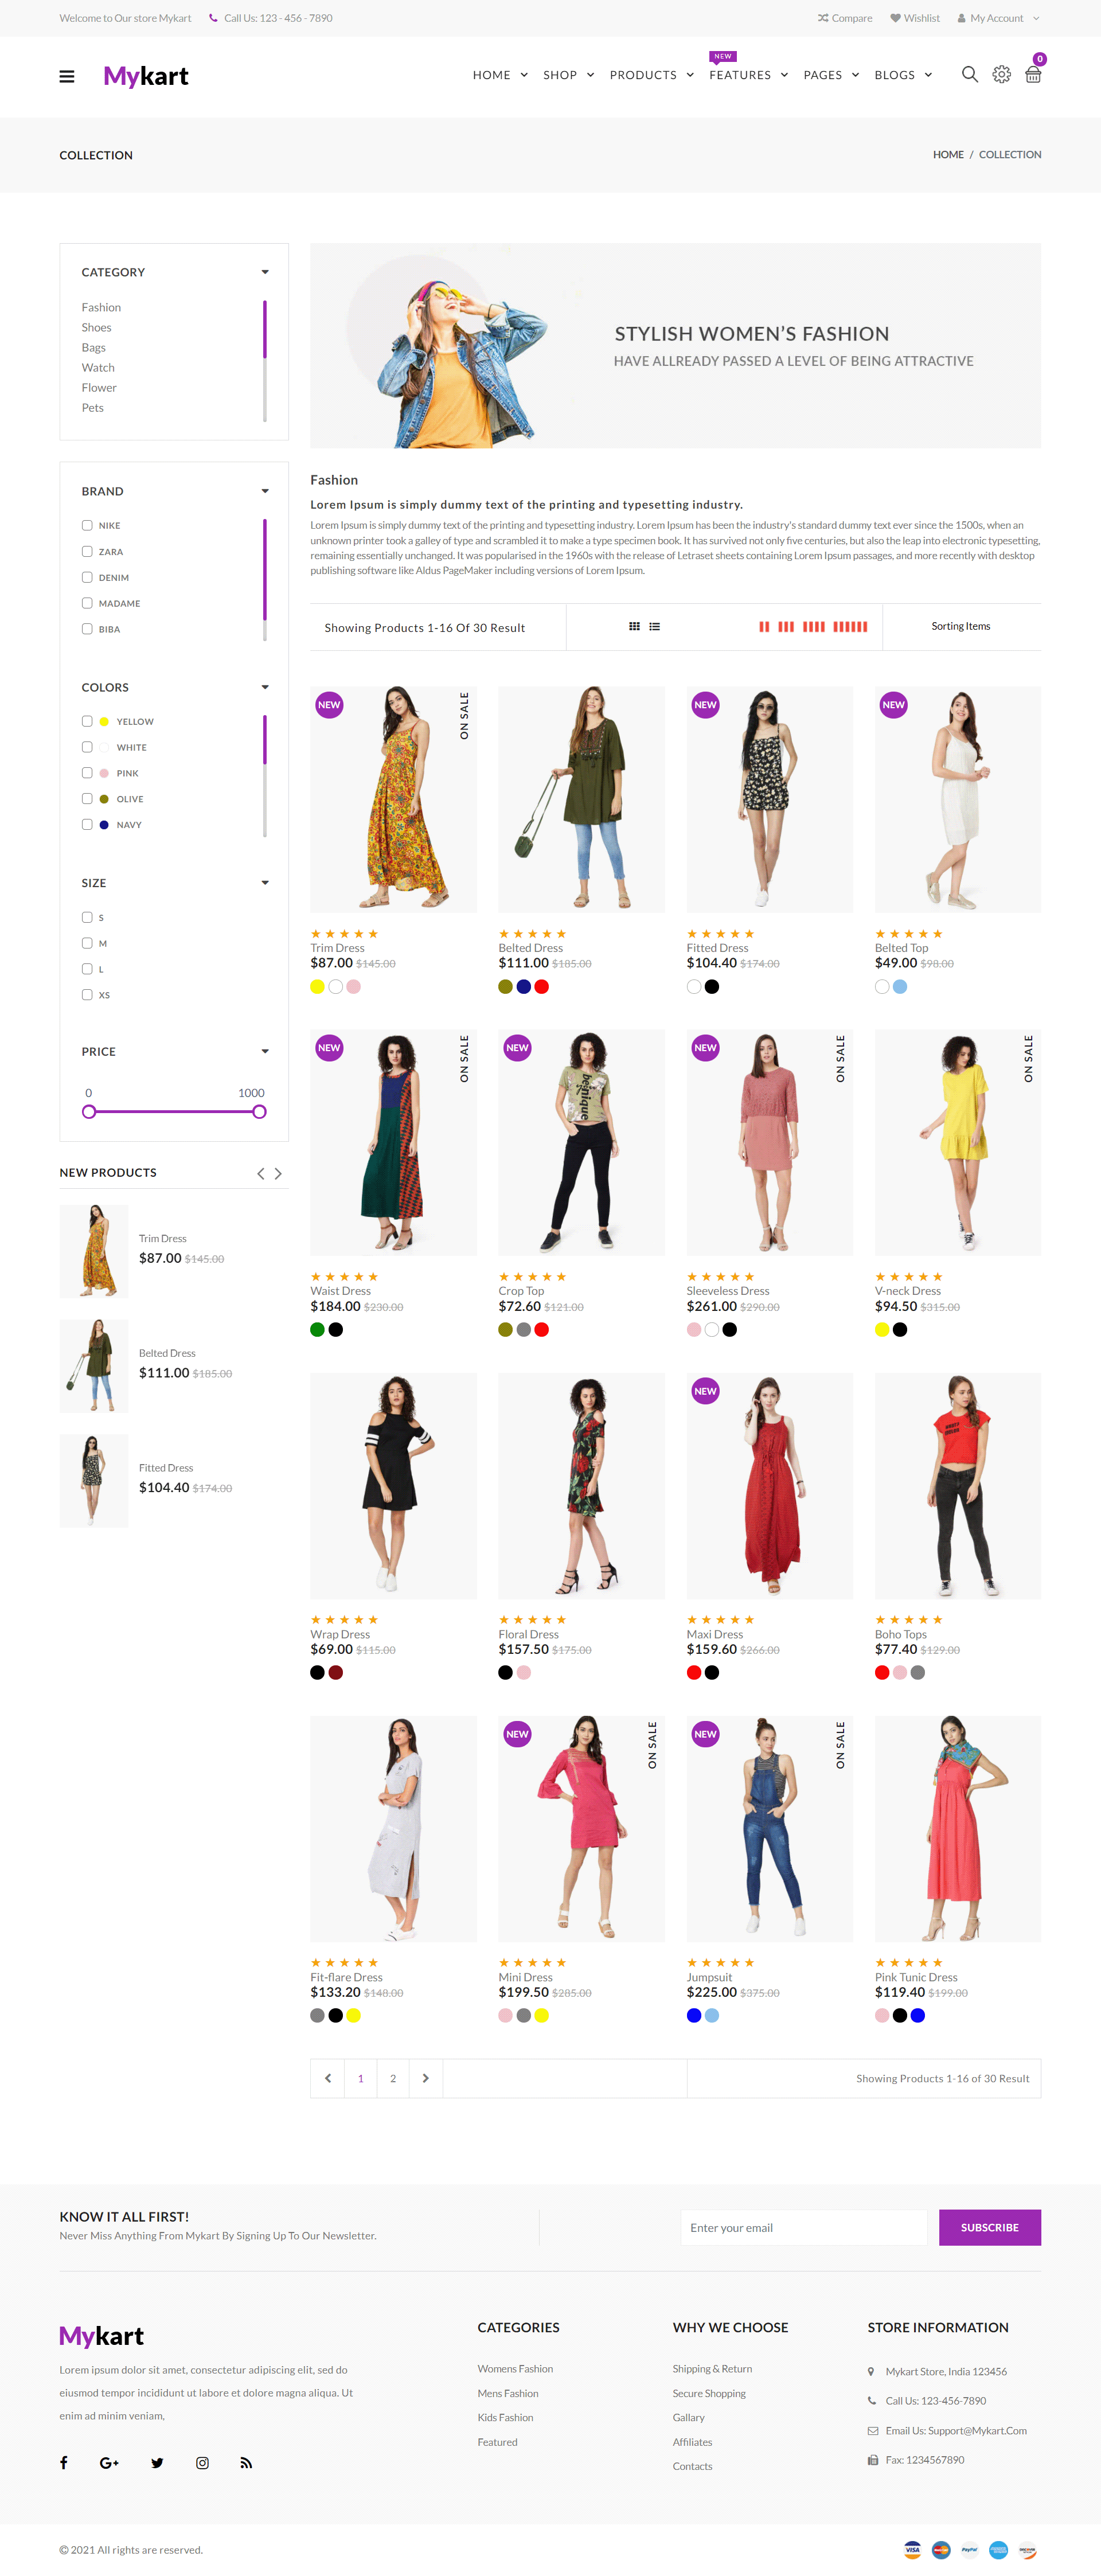 Welcome to Our store Mykart
Call Us: 123 - 456 - 7890
Compare
Wishlist
My Account
Mykart
HOME
SHOP
PRODUCTS
NEW
FEATURES
PAGES
BLOGS
0
COLLECTION
HOME / COLLECTION
CATEGORY
Fashion
Shoes
Bags
Watch
Flower
Pets
BRAND
NIKE
ZARA
DENIM
MADAME
BIBA
COLORS
YELLOW
WHITE
PINK
OLIVE
NAVY
SIZE
S
M
L
XS
PRICE
0 1000
NEW PRODUCTS
Trim Dress
$87.00 $145.00
Belted Dress
$111.00 $185.00
Fitted Dress
$104.40 $174.00
STYLISH WOMEN'S FASHION
HAVE ALLREADY PASSED A LEVEL OF BEING ATTRACTIVE
Fashion
Lorem Ipsum is simply dummy text of the printing and typesetting industry.
Lorem Ipsum is simply dummy text of the printing and typesetting industry. Lorem Ipsum has been the industry's standard dummy text ever since the 1500s, when an
unknown printer took a galley of type and scrambled it to make a type specimen book. It has survived not only five centuries, but also the leap into electronic typesetting,
remaining essentially unchanged. It was popularised in the 1960s with the release of Letraset sheets containing Lorem Ipsum passages, and more recently with desktop
publishing software like Aldus PageMaker including versions of Lorem Ipsum.
Showing Products 1-16 Of 30 Result
Sorting Items
NEW
ON SALE
Trim Dress
$87.00 $145.00
Belted Dress
$111.00 $185.00
NEW
Fitted Dress
$104.40 $174.00
NEW
Belted Top
$49.00 $98.00
NEW
ON SALE
Waist Dress
$184.00 $230.00
NEW
beinique
Crop Top
$72.60 $121.00
NEW
ON SALE
Sleeveless Dress
$261.00 $290.00
ON SALE
V-neck Dress
$94.50 $315.00
Wrap Dress
$69.00 $115.00
Floral Dress
$157.50 $175.00
NEW
Maxi Dress
$159.60 $266.00
Boho Tops
$77.40 $129.00
Fit-flare Dress
$133.20 $148.00
NEW
ON SALE
Mini Dress
$199.50 $285.00
NEW
ON SALE
Jumpsuit
$225.00 $375.00
Pink Tunic Dress
$119.40 $199.00
1
2
Showing Products 1-16 of 30 Result
KNOW IT ALL FIRST!
Never Miss Anything From Mykart By Signing Up To Our Newsletter.
Enter your email
SUBSCRIBE
Mykart
Lorem ipsum dolor sit amet, consectetur adipiscing elit, sed do
eiusmod tempor incididunt ut labore et dolore magna aliqua. Ut
enim ad minim veniam,
CATEGORIES
Womens Fashion
Mens Fashion
Kids Fashion
Featured
WHY WE CHOOSE
Shipping & Return
Secure Shopping
Gallary
Affiliates
Contacts
STORE INFORMATION
Mykart Store, India 123456
Call Us: 123-456-7890
Email Us: Support@Mykart.Com
Fax: 1234567890
© 2021 All rights are reserved.
VISA
PayPal